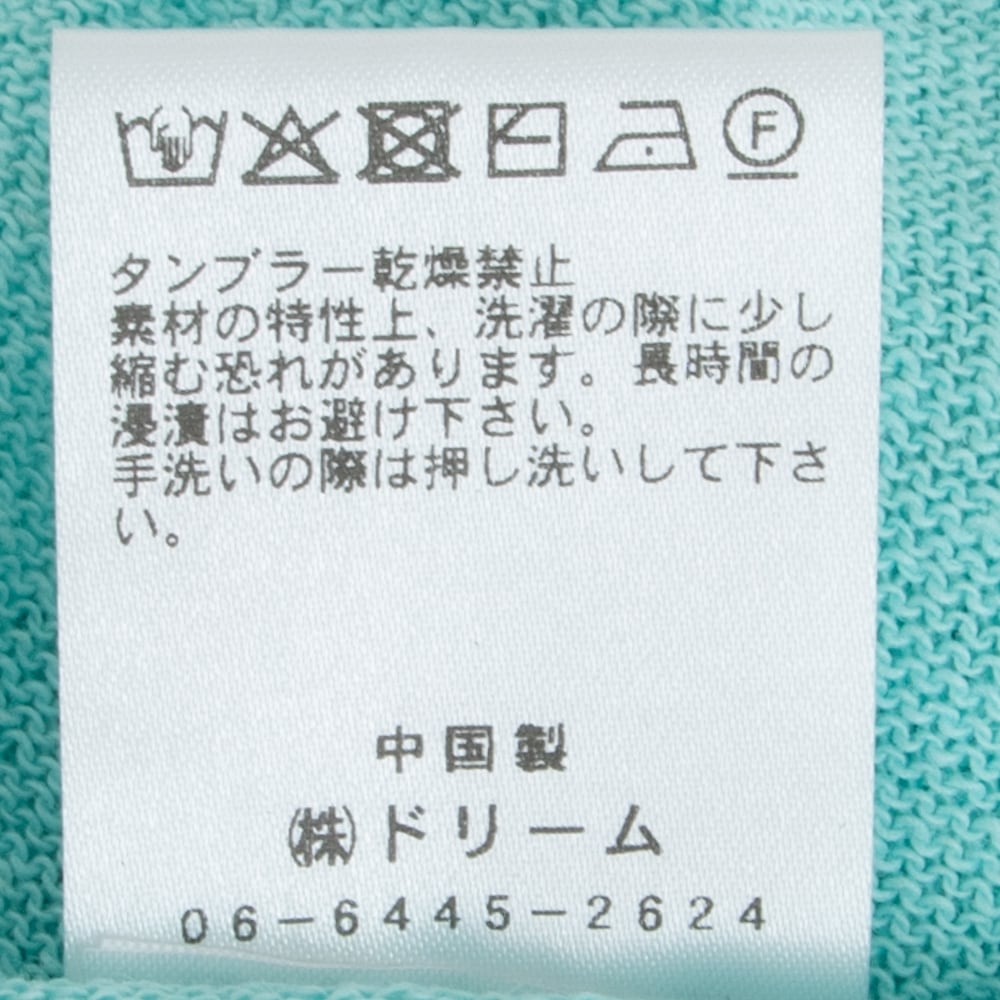 F
タンブラー乾燥禁止
素材の特性上、洗濯の際に少し
縮む恐れがあります。長時間の
浸漬はお避け下さい。
手洗いの際は押し洗いして下さ
い。
中国製
㈱ドリーム
06-6445-2624